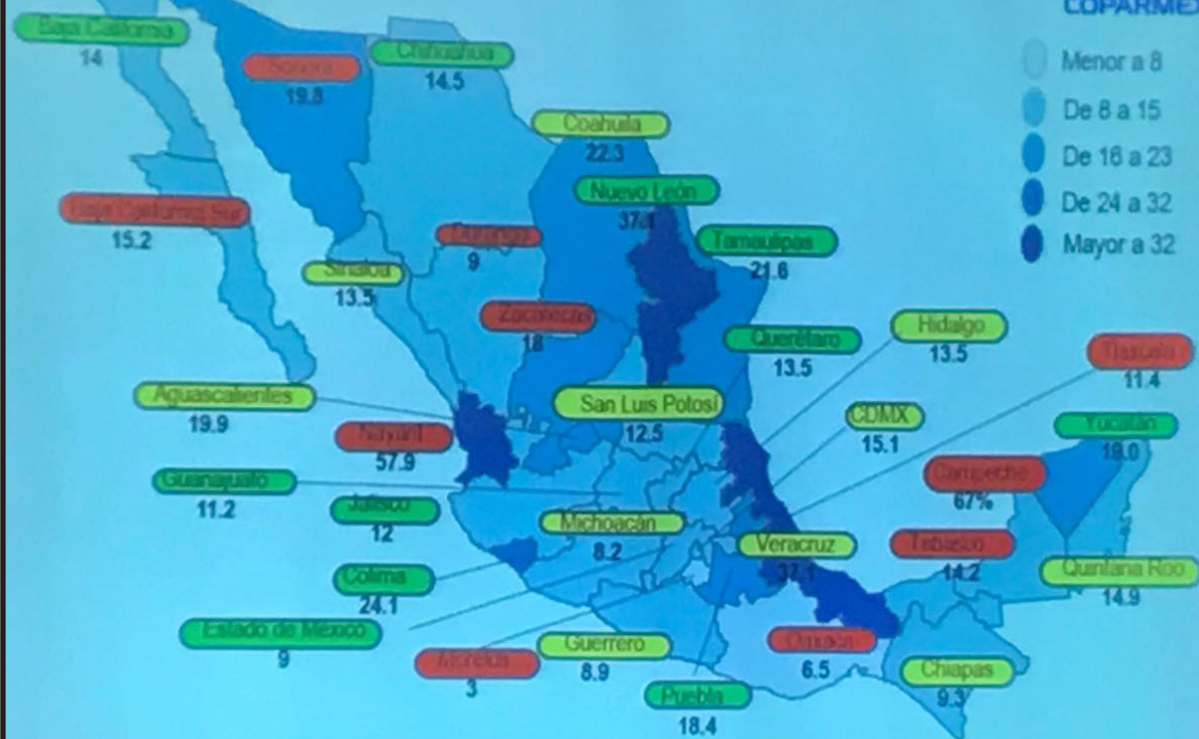 COPARMEX
Menor a 8
De 8 a 15
De 16 a 23
De 24 a 32
Mayor a 32
Baja California
14
Sonora
19.8
Chihuahua
14.5
Coahuila
22.3
Nuevo León
37.1
Tamaulipas
21.6
Baja California Sur
15.2
Durango
9
Sinaloa
13.5
Zacatecas
18
Querétaro
13.5
Hidalgo
13.5
Tlaxcala
11.4
Aguascalientes
19.9
San Luis Potosí
12.5
CDMX
15.1
Yucatán
19.0
Nayarit
57.9
Campeche
67%
Guanajuato
11.2
Jalisco
12
Michoacán
8.2
Veracruz
37.1
Tabasco
14.2
Quintana Roo
14.9
Colima
24.1
Estado de México
9
Morelos
3
Guerrero
8.9
Oaxaca
6.5
Chiapas
9.3
Puebla
18.4